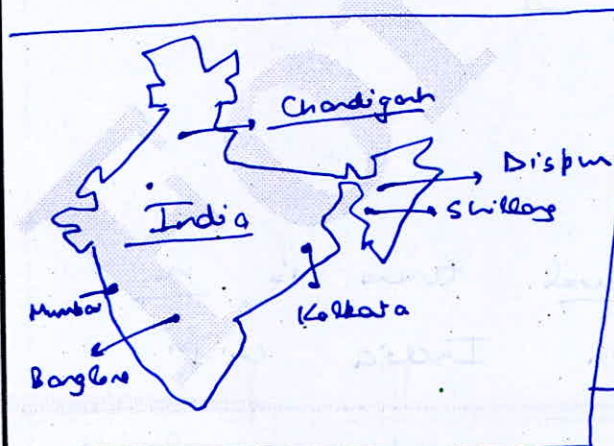 Chandigarh
Dispur
Shillong
India
Kolkata
Mumbai
Banglore